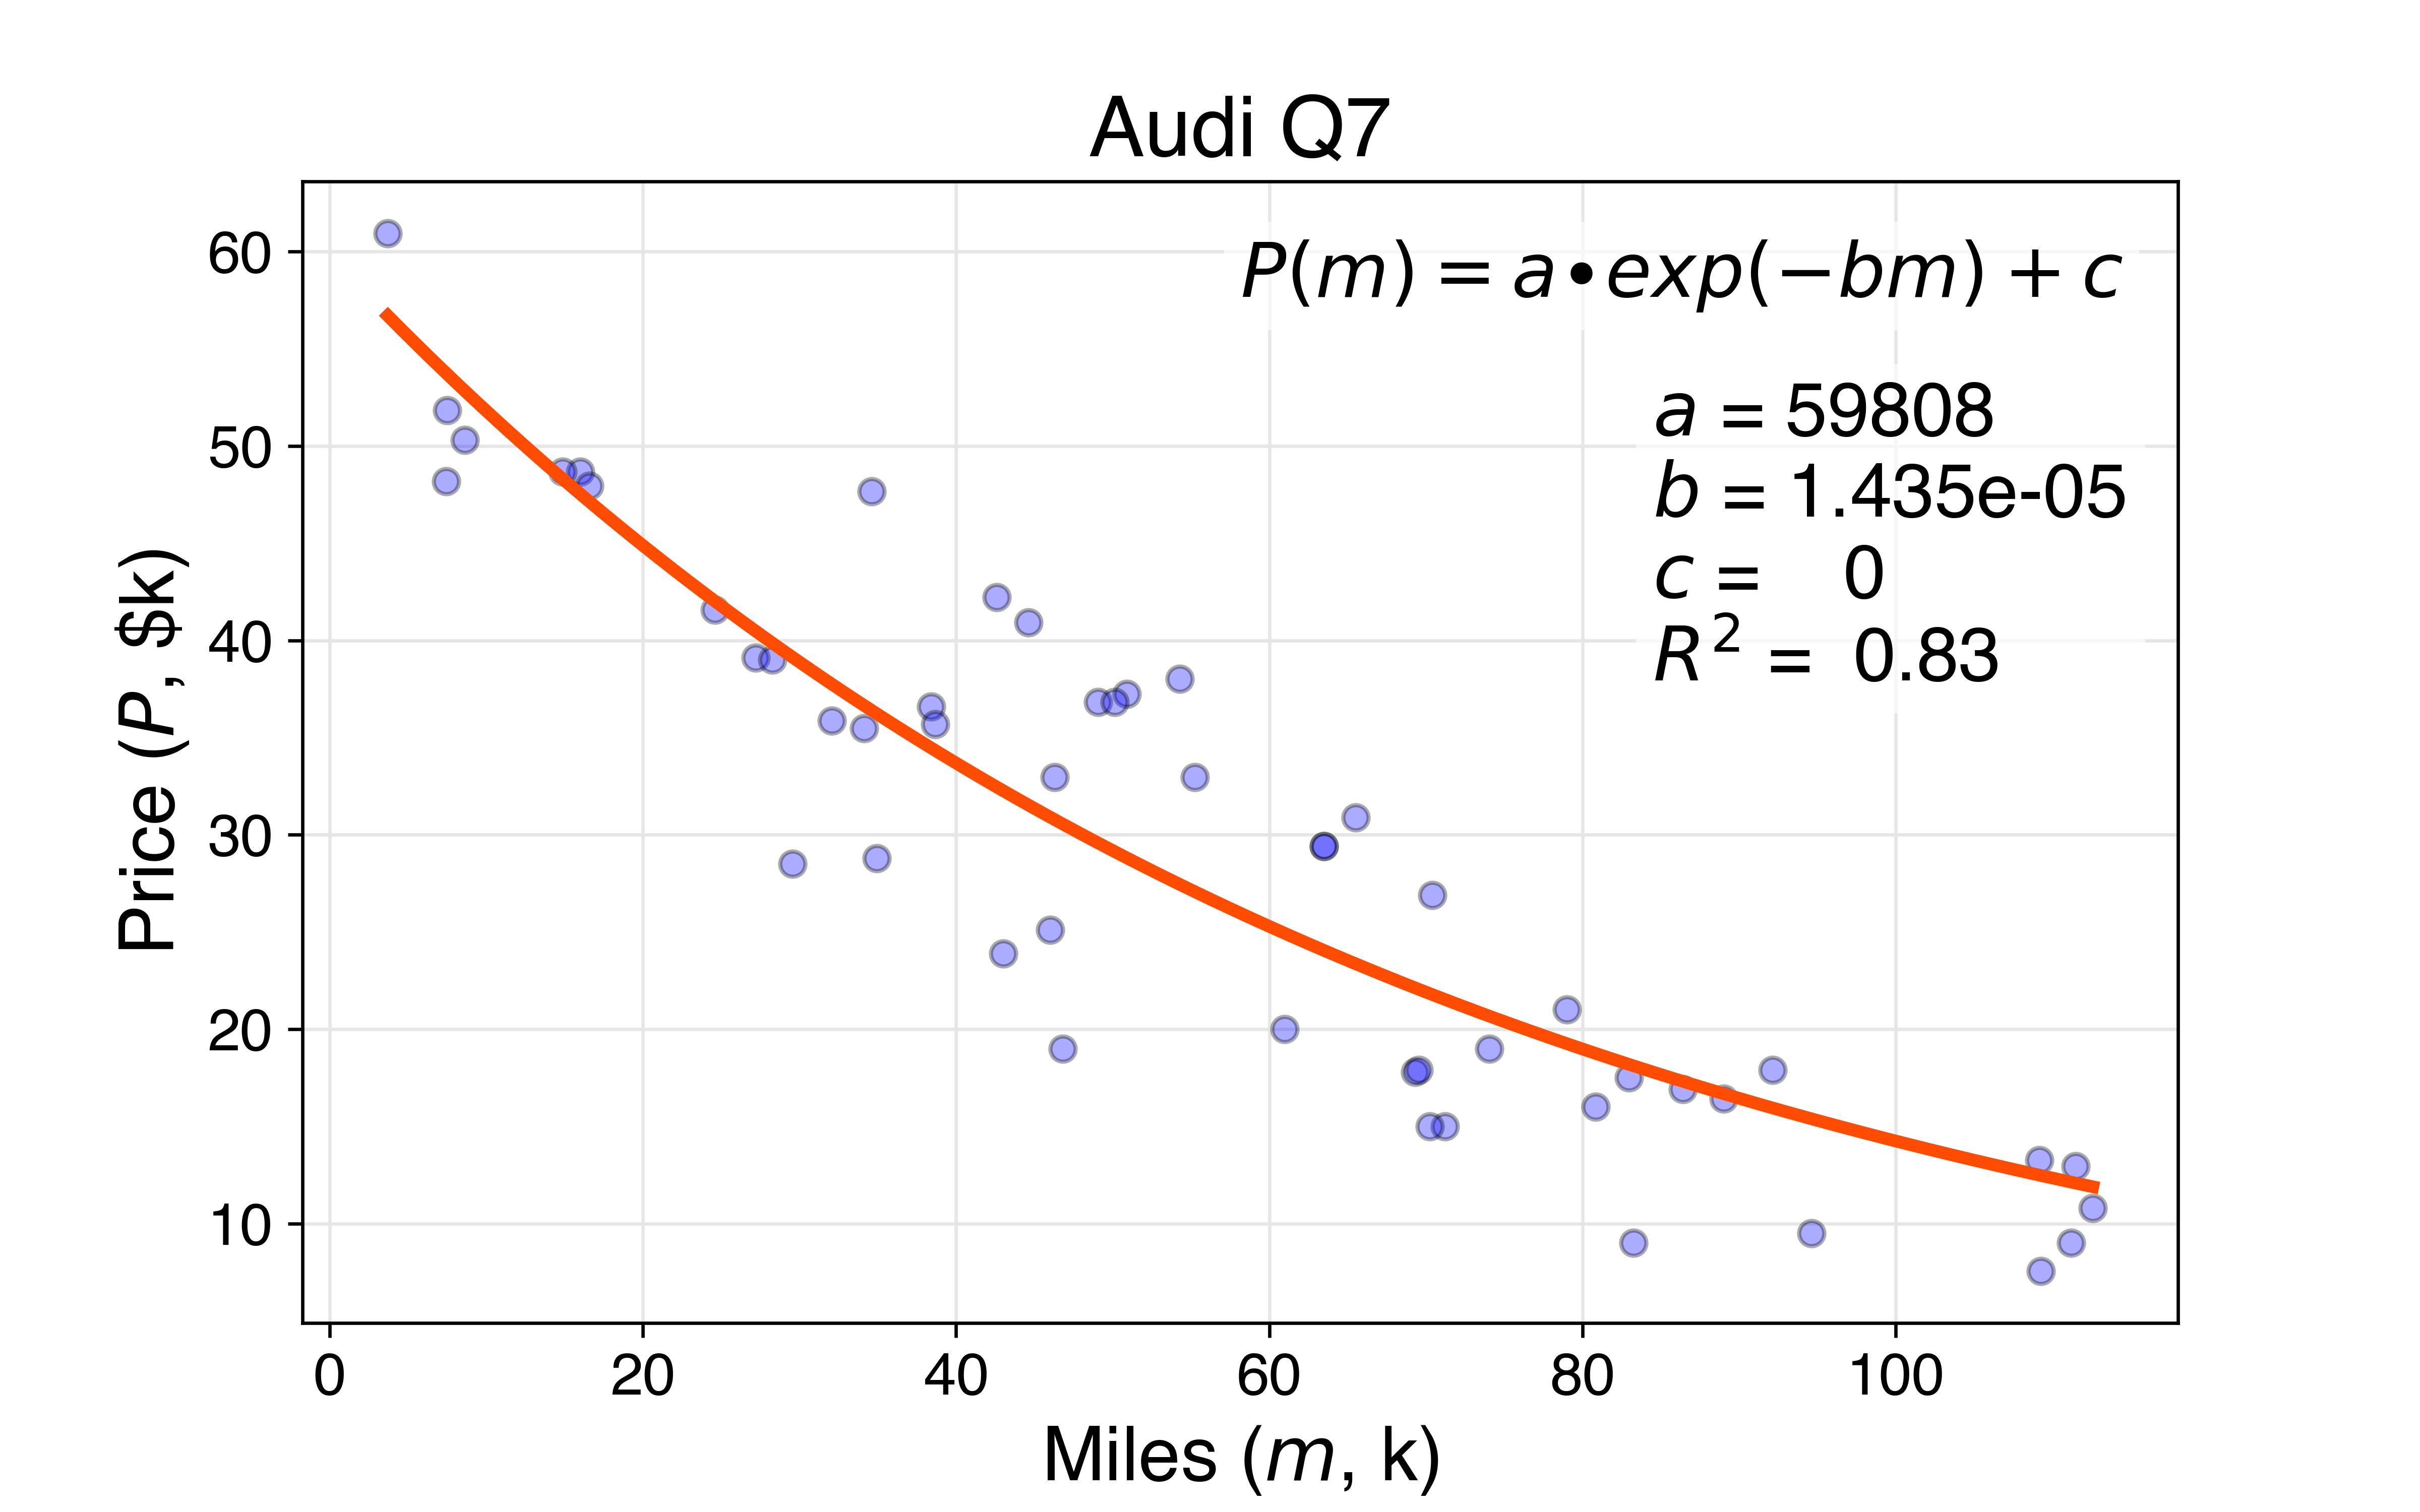 Audi Q7
P(m) = a•exp(−bm) + c
a = 59808
b = 1.435e-05
c = 0
R² = 0.83
Price (P, $k)
60
50
40
30
20
10
0 20 40 60 80 100
Miles (m, k)